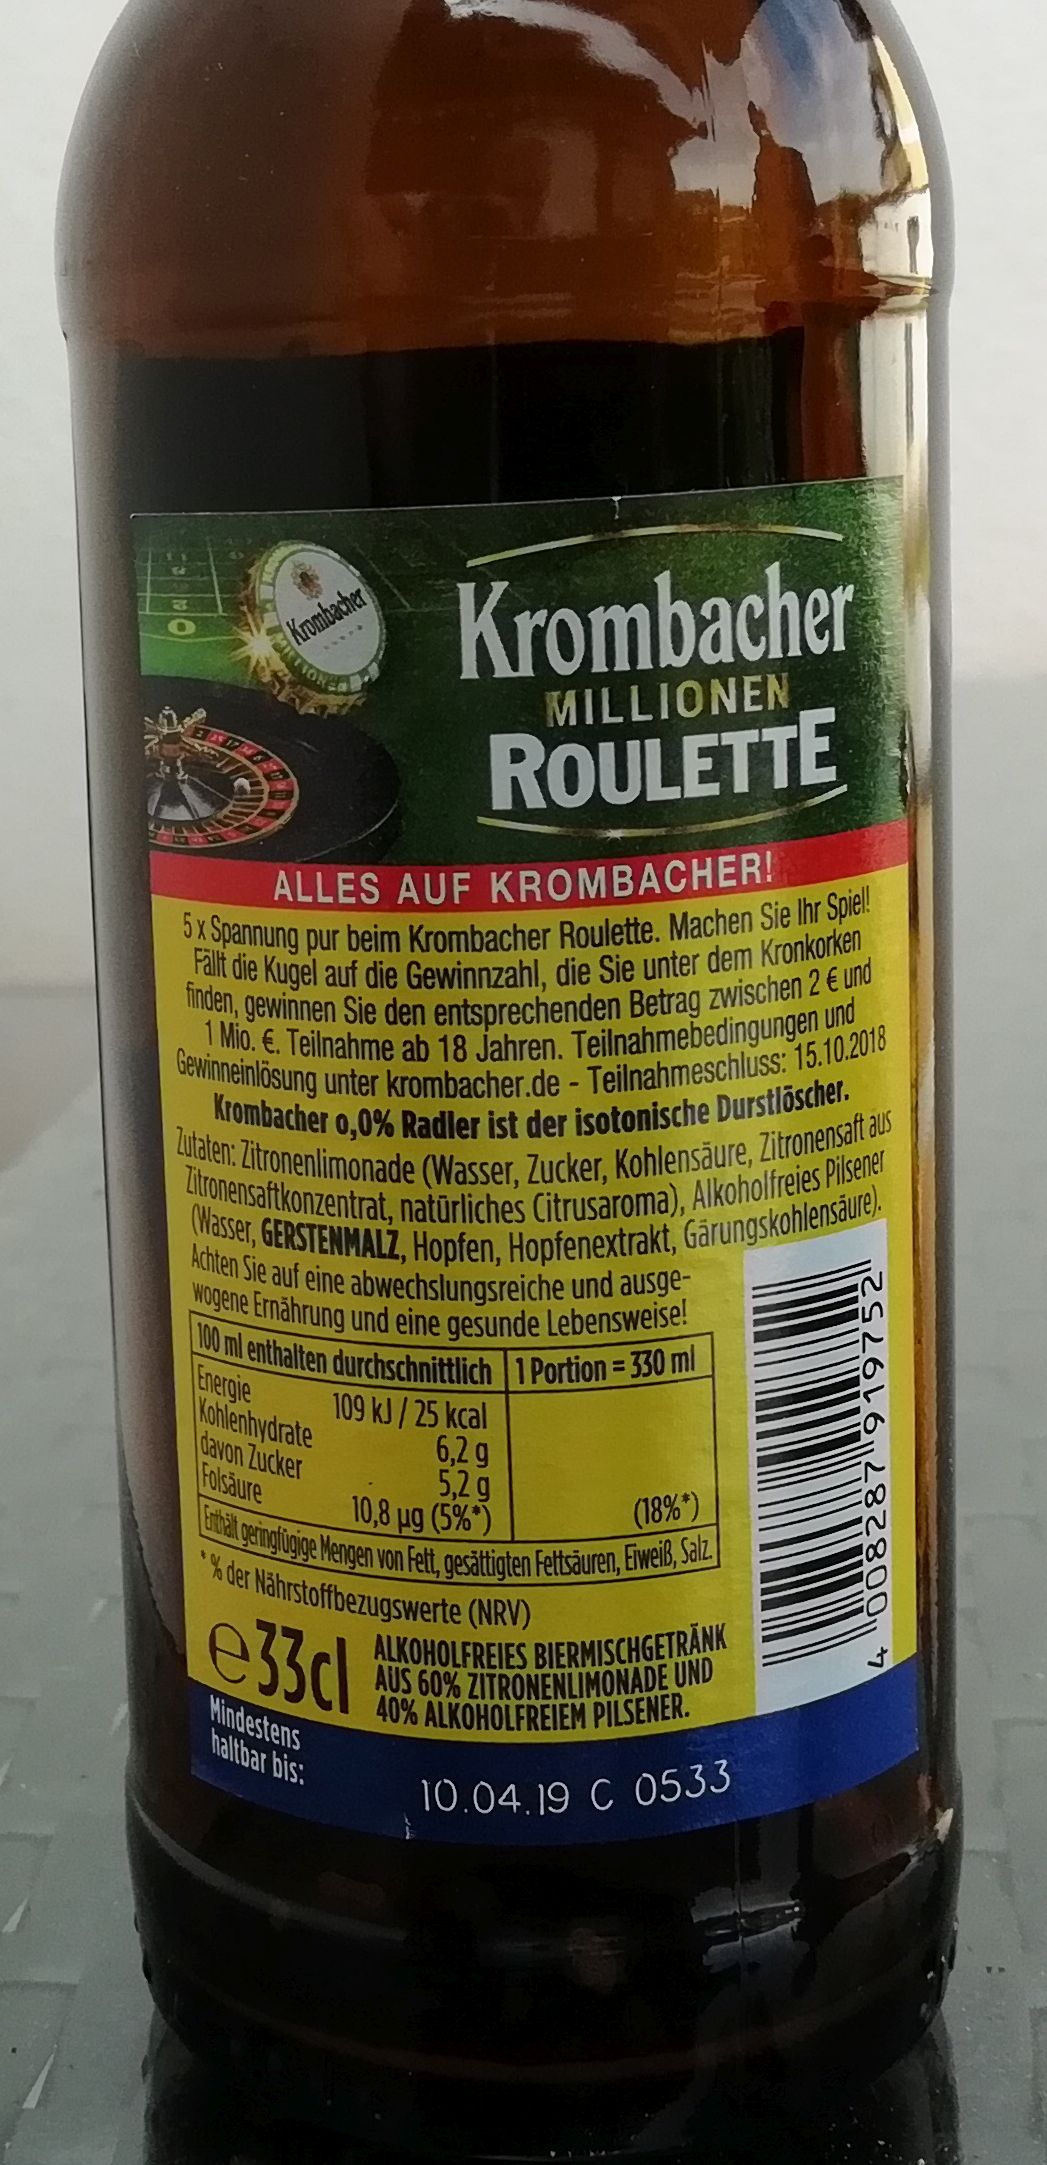 Krombacher
Krombacher
MILLIONEN
ROULETTE
ALLES AUF KROMBACHER!
5 x Spannung pur beim Krombacher Roulette. Machen Sie Ihr Spiel!
Fällt die Kugel auf die Gewinnzahl, die Sie unter dem Kronkorken
finden, gewinnen Sie den entsprechenden Betrag zwischen 2 € und
1 Mio. €. Teilnahme ab 18 Jahren. Teilnahmebedingungen und
Gewinneinlösung unter krombacher.de - Teilnahmeschluss: 15.10.2018
Krombacher o,0% Radler ist der isotonische Durstlöscher.
Zutaten: Zitronenlimonade (Wasser, Zucker, Kohlensäure, Zitronensaft aus
Zitronensaftkonzentrat, natürliches Citrusaroma), Alkoholfreies Pilsener
(Wasser, GERSTENMALZ, Hopfen, Hopfenextrakt, Gärungskohlensäure).
Achten Sie auf eine abwechslungsreiche und ausge-
wogene Ernährung und eine gesunde Lebensweise!
100 ml enthalten durchschnittlich 1 Portion = 330 ml
Energie 109 kJ / 25 kcal
Kohlenhydrate 6,2 g
davon Zucker 5,2 g
Folsäure 10,8 µg (5%*) (18%*)
Enthält geringfügige Mengen von Fett, gesättigten Fettsäuren, Eiweiß, Salz.
* % der Nährstoffbezugswerte (NRV)
e 33cl
ALKOHOLFREIES BIERMISCHGETRÄNK
AUS 60% ZITRONENLIMONADE UND
40% ALKOHOLFREIEM PILSENER.
4 008287 919752
Mindestens
haltbar bis:
10.04.19 C 0533